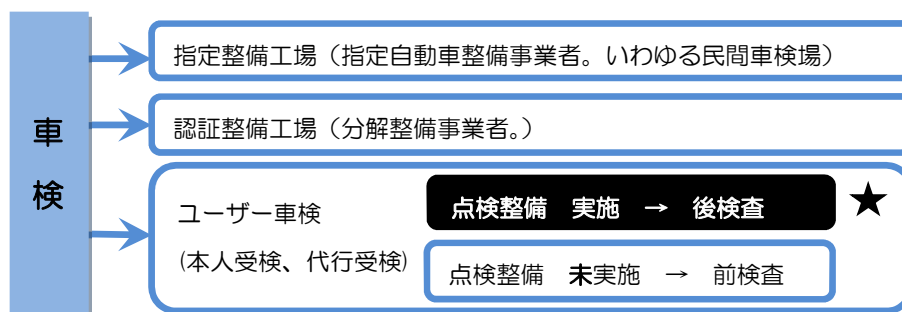 車検
指定整備工場（指定自動車整備事業者。いわゆる民間車検場）
認証整備工場（分解整備事業者。）
ユーザー車検
(本人受検、代行受検)
点検整備　実施　→　後検査　★
点検整備　未実施　→　前検査